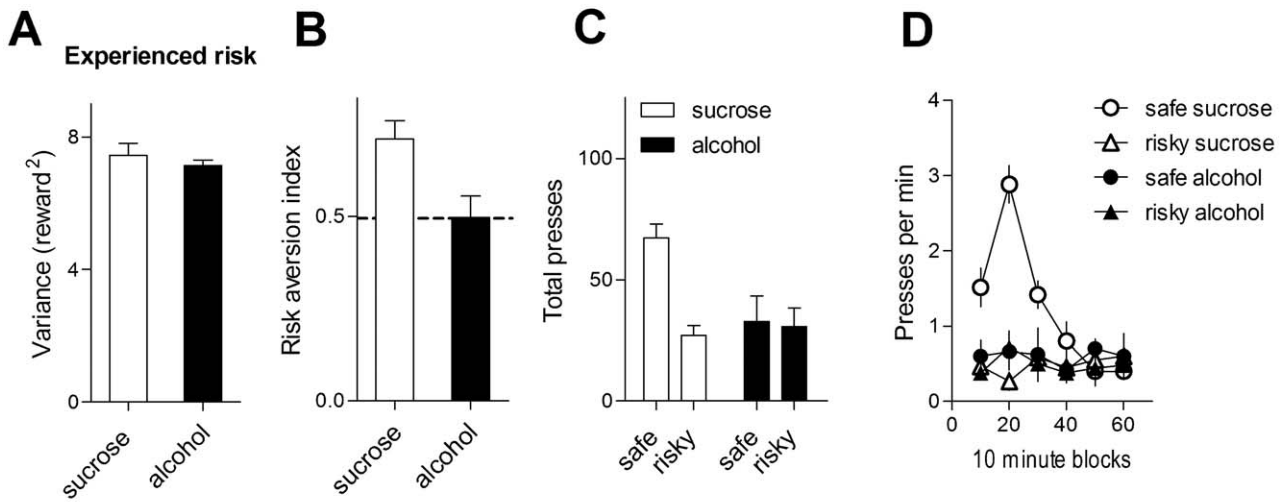 A
Experienced risk
Variance (reward²)
8
4
0
sucrose
alcohol
B
Risk aversion index
0.5
0.0
sucrose
alcohol
C
sucrose
alcohol
Total presses
100
50
0
safe
risky
safe
risky
D
safe sucrose
risky sucrose
safe alcohol
risky alcohol
Presses per min
4
3
2
1
0
0 20 40 60
10 minute blocks